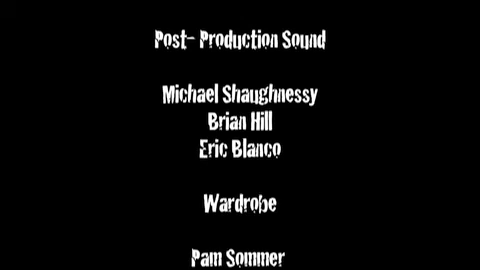 Post- Production Sound
Michael Shaughnessy
Brian Hill
Eric Blanco
Wardrobe
Pam Sommer